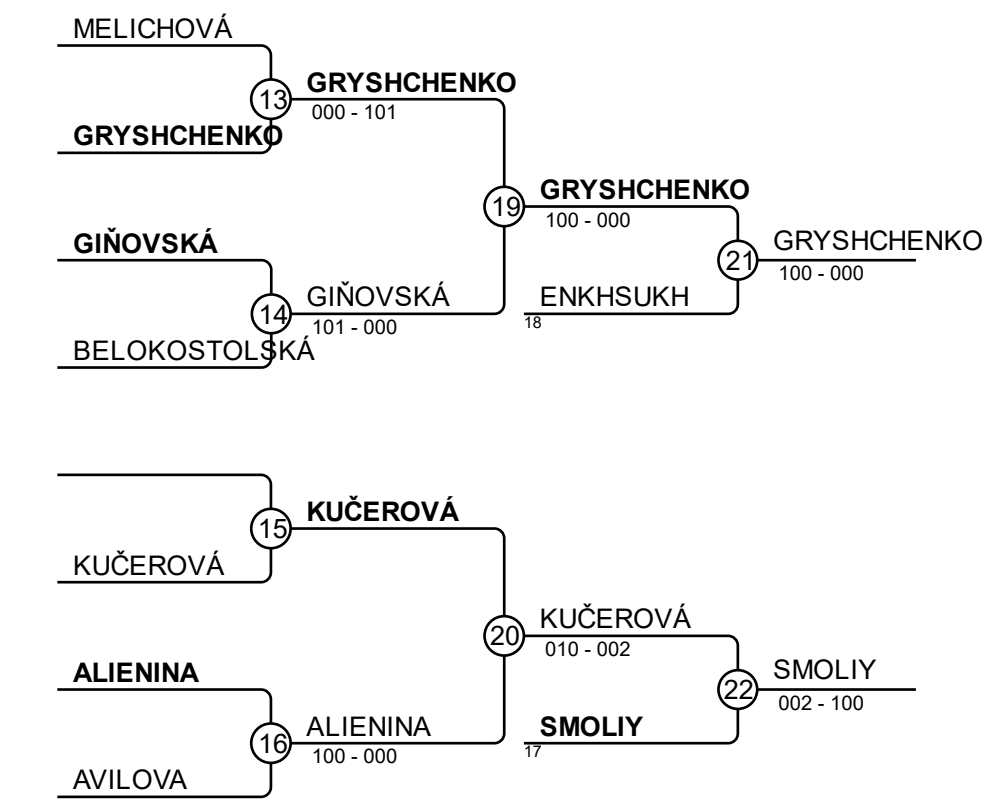 MELICHOVÁ
13
GRYSHCHENKO
000 - 101
GRYSHCHENKO
19
GRYSHCHENKO
100 - 000
GIŇOVSKÁ
21
GRYSHCHENKO
100 - 000
14
GIŇOVSKÁ
101 - 000
ENKHSUKH
18
BELOKOSTOLSKÁ
15
KUČEROVÁ
KUČEROVÁ
20
KUČEROVÁ
010 - 002
ALIENINA
22
SMOLIY
002 - 100
16
ALIENINA
100 - 000
SMOLIY
17
AVILOVA